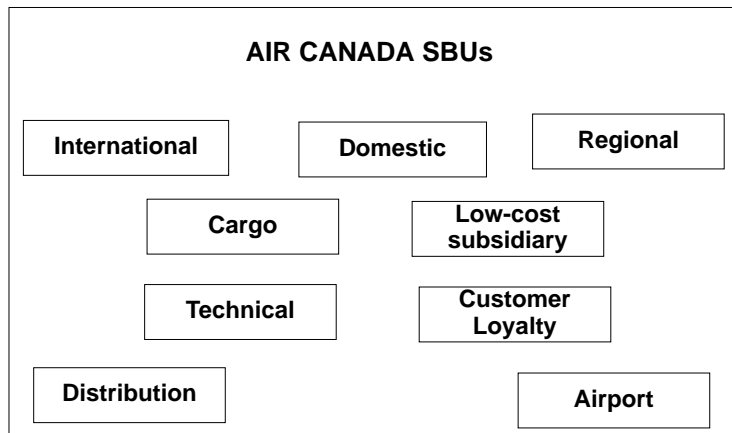 AIR CANADA SBUs
International
Domestic
Regional
Cargo
Low-cost
subsidiary
Technical
Customer
Loyalty
Distribution
Airport